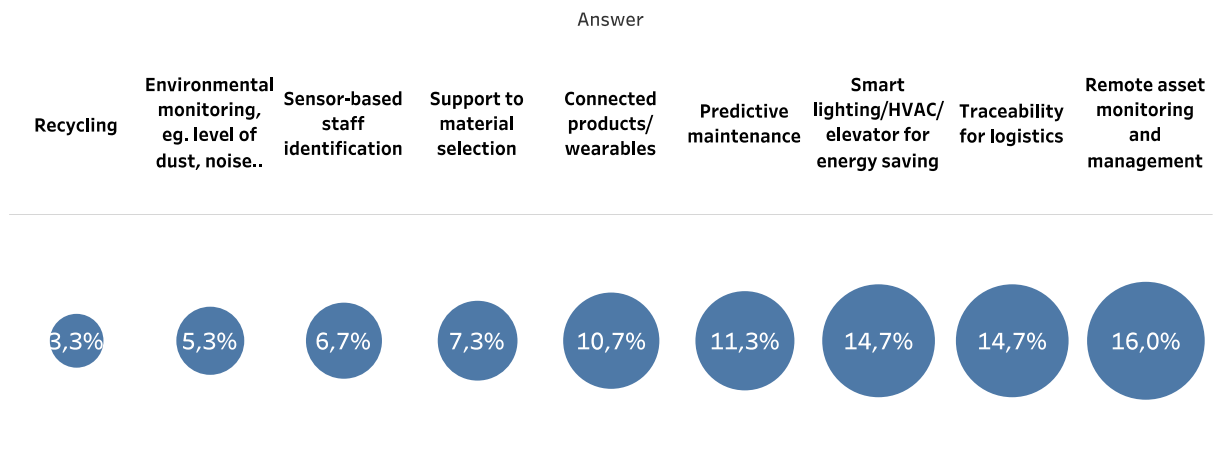 Answer
Recycling
Environmental
monitoring,
eg. level of
dust, noise..
Sensor-based
staff
identification
Support to
material
selection
Connected
products/
wearables
Predictive
maintenance
Smart
lighting/HVAC/
elevator for
energy saving
Traceability
for logistics
Remote asset
monitoring
and
management
3,3%
5,3%
6,7%
7,3%
10,7%
11,3%
14,7%
14,7%
16,0%